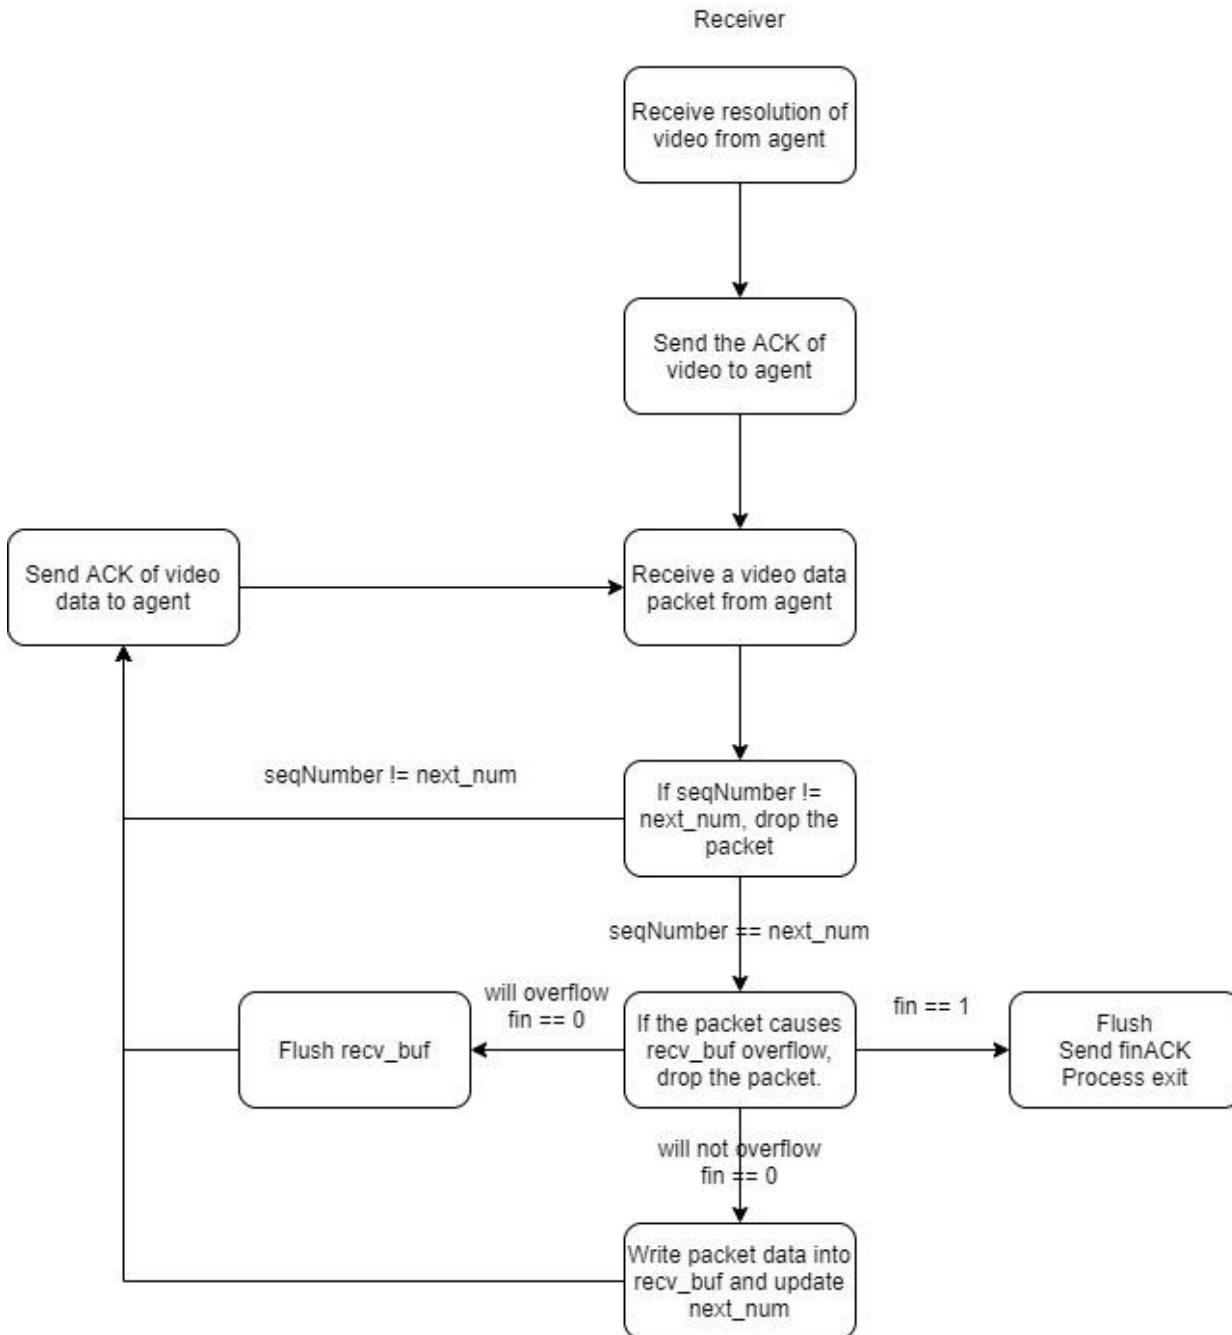 Receiver
Receive resolution of
video from agent
Send the ACK of
video to agent
Send ACK of video
data to agent
Receive a video data
packet from agent
seqNumber != next_num
If seqNumber !=
next_num, drop the
packet
seqNumber == next_num
will overflow
fin == 0
fin == 1
Flush recv_buf
If the packet causes
recv_buf overflow,
drop the packet.
Flush
Send finACK
Process exit
will not overflow
fin == 0
Write packet data into
recv_buf and update
next_num